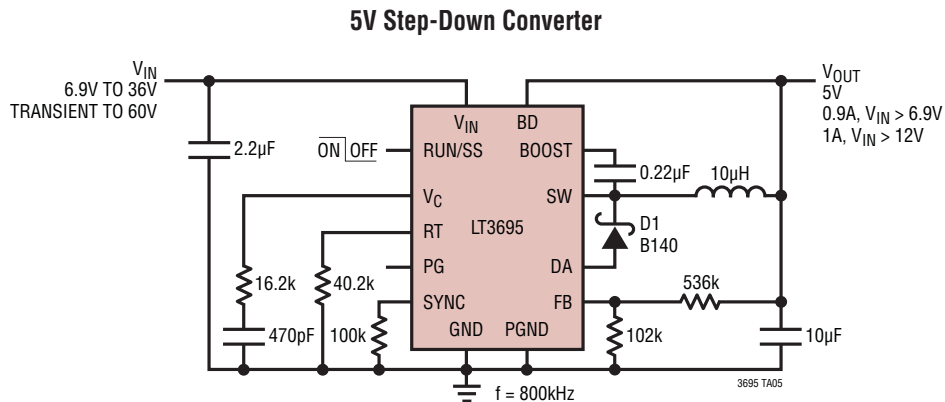 5V Step-Down Converter
VIN
6.9V TO 36V
TRANSIENT TO 60V
VOUT
5V
0.9A, VIN > 6.9V
1A, VIN > 12V
VIN
BD
ON OFF
RUN/SS
BOOST
2.2µF
0.22µF
10µH
VC
SW
LT3695
D1
B140
RT
PG
DA
16.2k
40.2k
536k
SYNC
FB
470pF
100k
GND
PGND
102k
10µF
3695 TA05
f = 800kHz